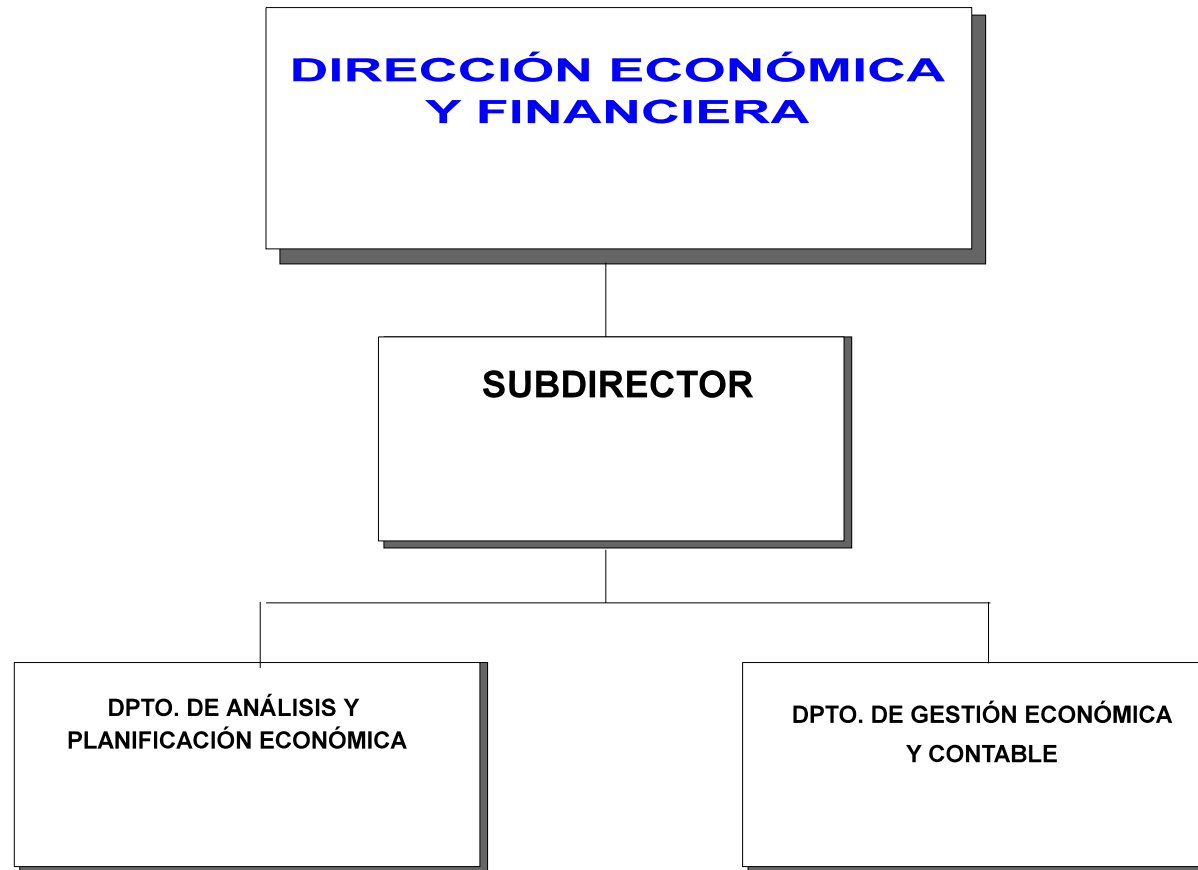 DIRECCIÓN ECONÓMICA
Y FINANCIERA
SUBDIRECTOR
DPTO. DE ANÁLISIS Y
PLANIFICACIÓN ECONÓMICA
DPTO. DE GESTIÓN ECONÓMICA
Y CONTABLE